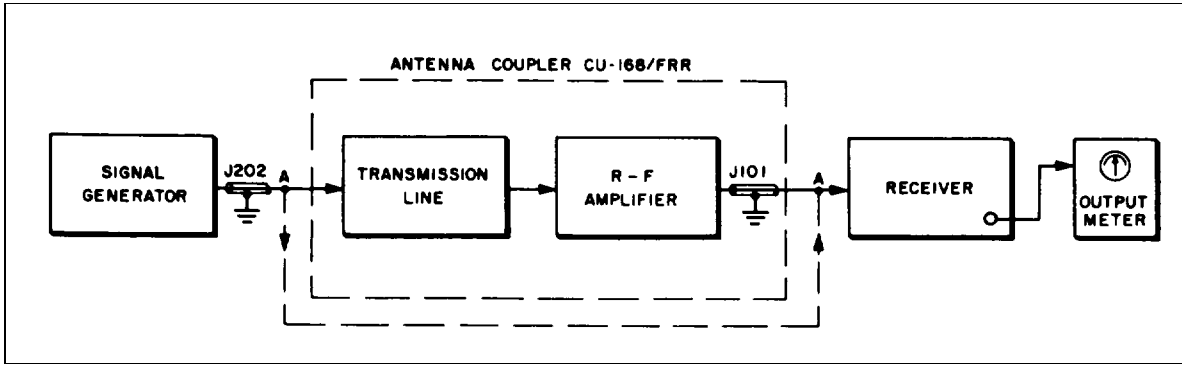 ANTENNA COUPLER CU-168/FRR
SIGNAL
GENERATOR
J202
A
TRANSMISSION
LINE
R-F
AMPLIFIER
J101
A
RECEIVER
OUTPUT
METER